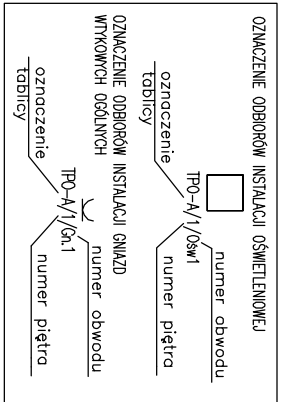 OZNACZENIE ODBIORÓW INSTALACJI OŚWIETLENIOWEJ
TPO-A/1/Ośw1
numer obwodu
numer piętra
oznaczenie
tablicy
OZNACZENIE ODBIORÓW INSTALACJI GNIAZD
WTYKOWYCH OGÓLNYCH
TPO-A/1/Gn.1
numer obwodu
numer piętra
oznaczenie
tablicy